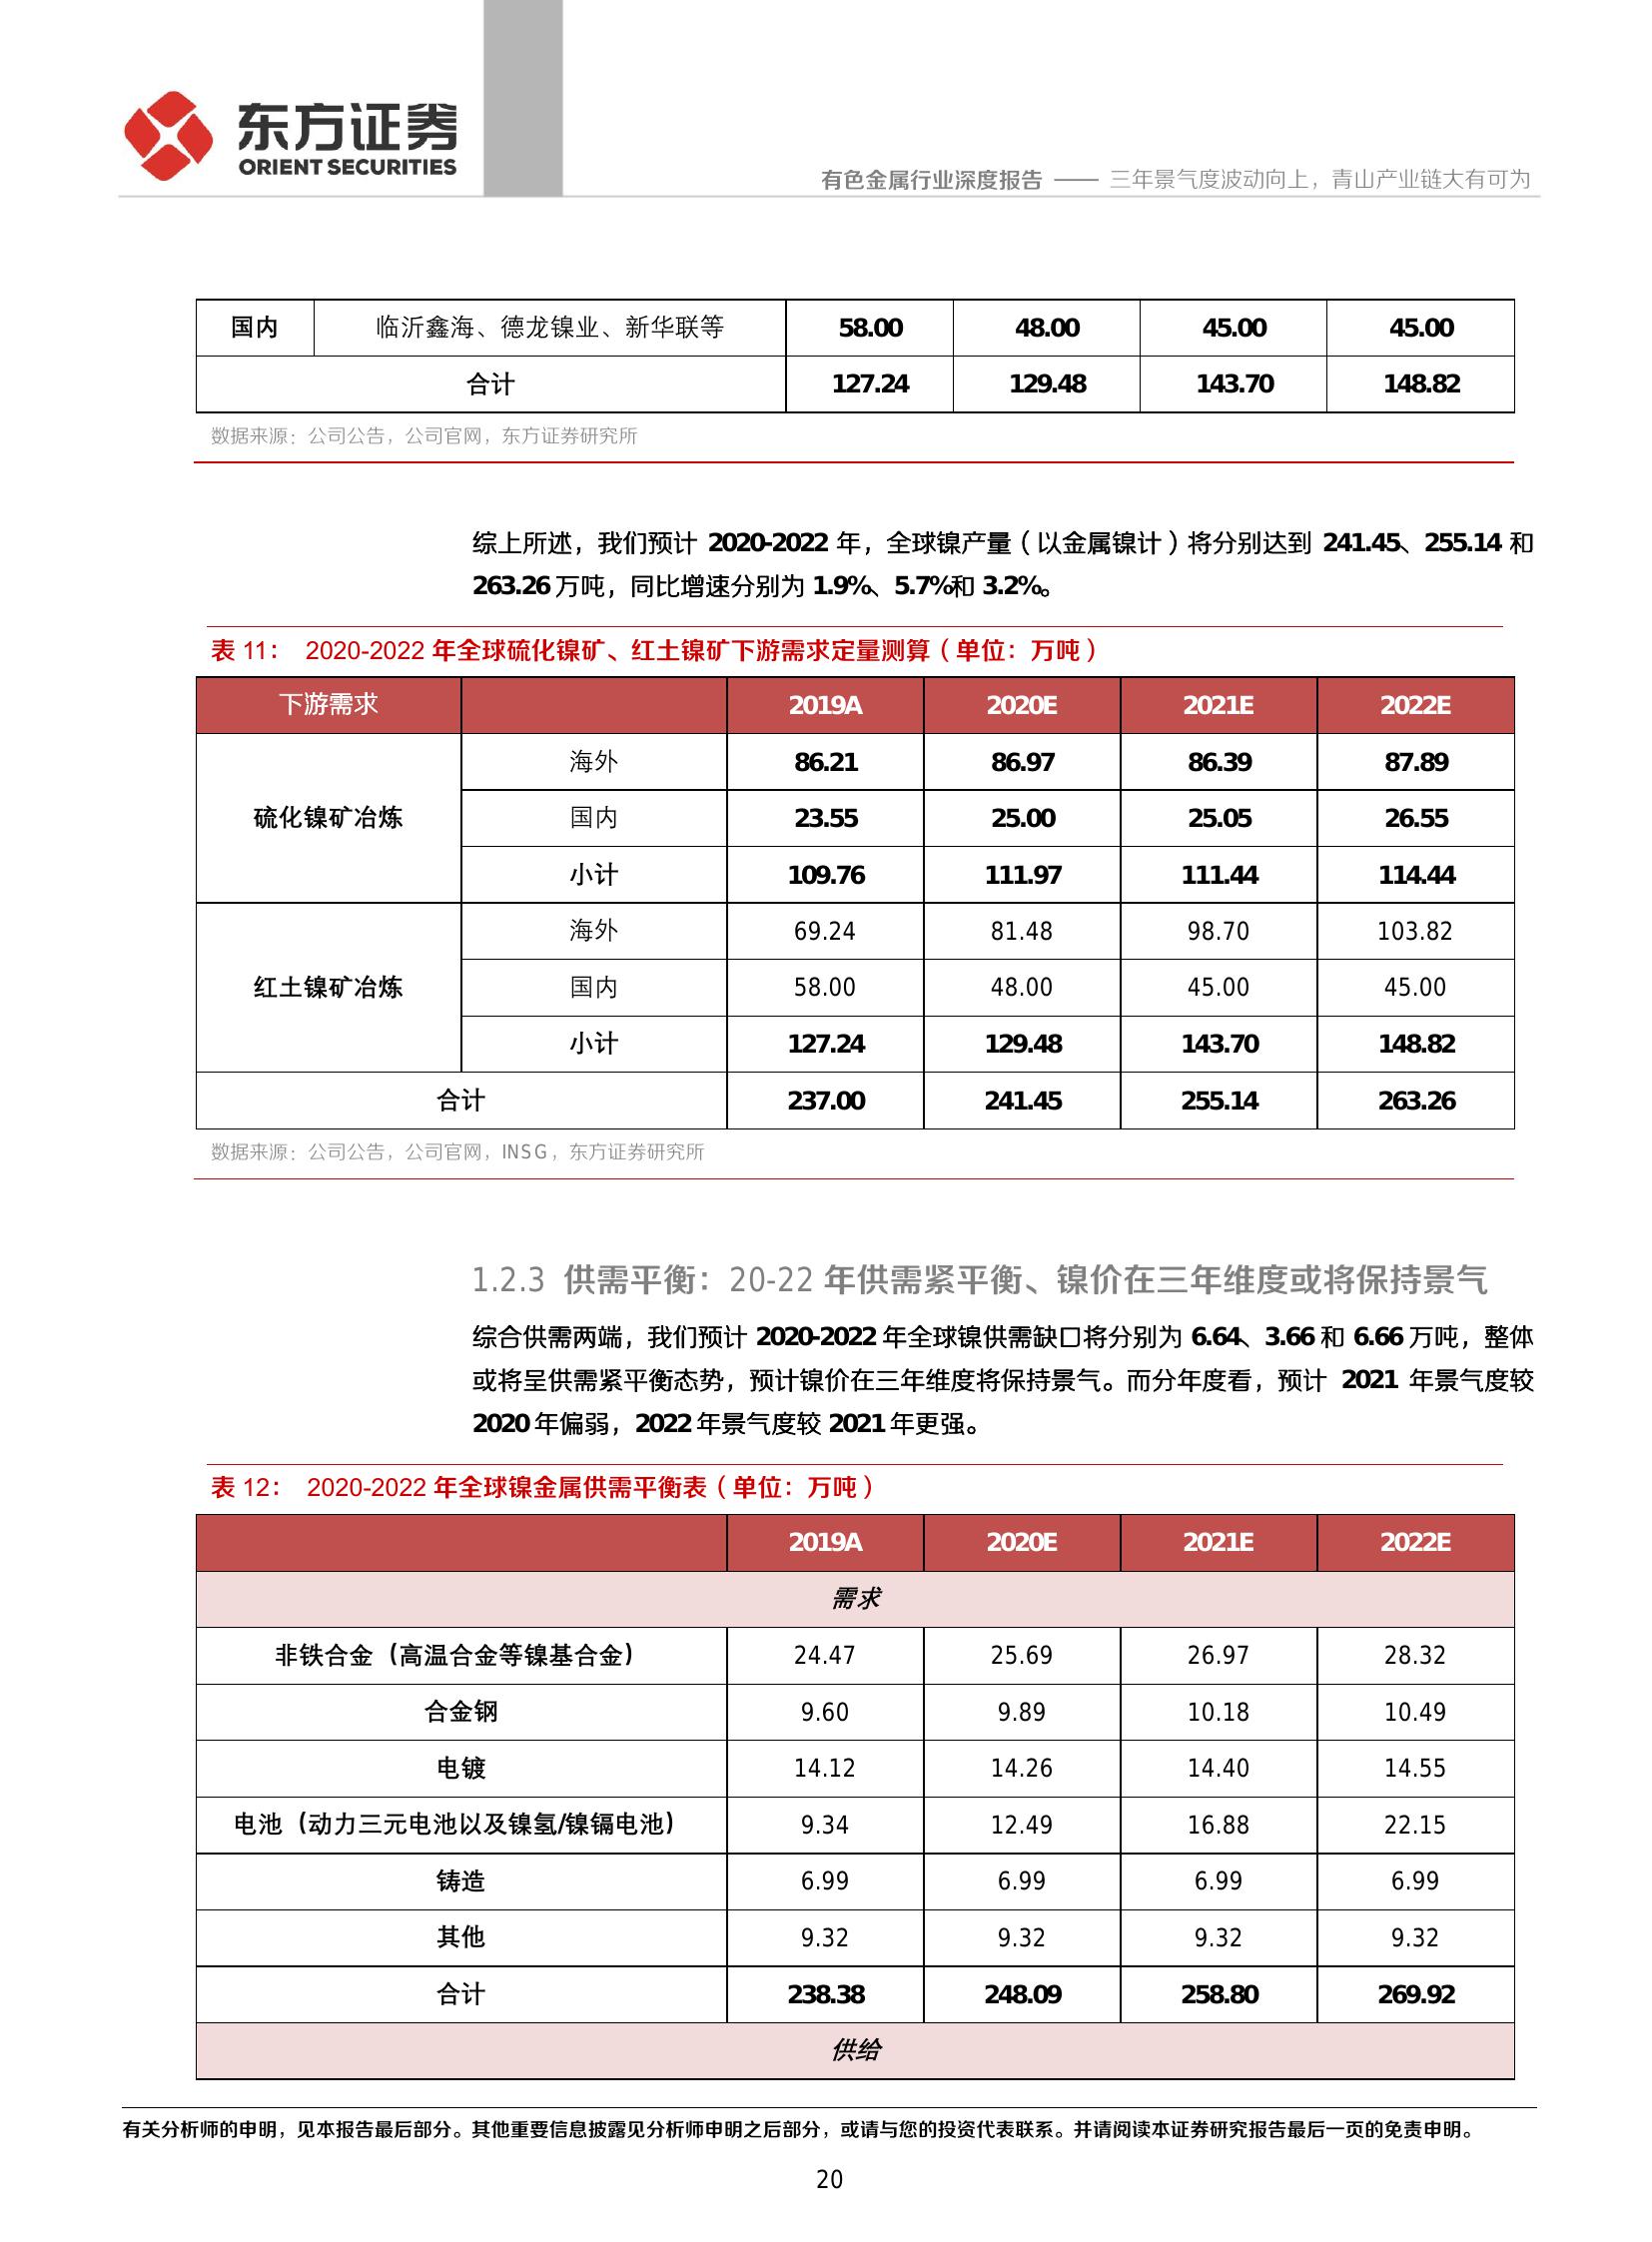 东方证券
ORIENT SECURITIES
有色金属行业深度报告 —— 三年景气度波动向上，青山产业链大有可为
国内 临沂鑫海、德龙镍业、新华联等 58.00 48.00 45.00 45.00
合计 127.24 129.48 143.70 148.82
数据来源：公司公告，公司官网，东方证券研究所
综上所述，我们预计 2020-2022 年，全球镍产量（以金属镍计）将分别达到 241.45、255.14 和
263.26 万吨，同比增速分别为 1.9%、5.7%和 3.2%。
表 11： 2020-2022 年全球硫化镍矿、红土镍矿下游需求定量测算（单位：万吨）
下游需求 2019A 2020E 2021E 2022E
海外 86.21 86.97 86.39 87.89
硫化镍矿冶炼 国内 23.55 25.00 25.05 26.55
小计 109.76 111.97 111.44 114.44
海外 69.24 81.48 98.70 103.82
红土镍矿冶炼 国内 58.00 48.00 45.00 45.00
小计 127.24 129.48 143.70 148.82
合计 237.00 241.45 255.14 263.26
数据来源：公司公告，公司官网，INSG，东方证券研究所
1.2.3 供需平衡：20-22 年供需紧平衡、镍价在三年维度或将保持景气
综合供需两端，我们预计 2020-2022 年全球镍供需缺口将分别为 6.64、3.66 和 6.66 万吨，整体
或将呈供需紧平衡态势，预计镍价在三年维度将保持景气。而分年度看，预计 2021 年景气度较
2020 年偏弱，2022 年景气度较 2021 年更强。
表 12： 2020-2022 年全球镍金属供需平衡表（单位：万吨）
2019A 2020E 2021E 2022E
需求
非铁合金（高温合金等镍基合金） 24.47 25.69 26.97 28.32
合金钢 9.60 9.89 10.18 10.49
电镀 14.12 14.26 14.40 14.55
电池（动力三元电池以及镍氢/镍镉电池） 9.34 12.49 16.88 22.15
铸造 6.99 6.99 6.99 6.99
其他 9.32 9.32 9.32 9.32
合计 238.38 248.09 258.80 269.92
供给
有关分析师的申明，见本报告最后部分。其他重要信息披露见分析师申明之后部分，或请与您的投资代表联系。并请阅读本证券研究报告最后一页的免责申明。
20